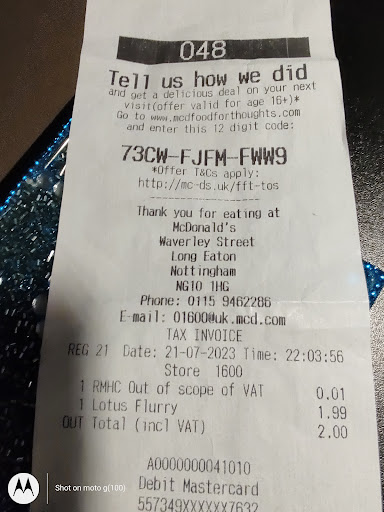 048
Tell us how we did
and get a delicious deal on your next
visit(offer valid for age 16+)*
Go to www.mcdfoodforthoughts.com
and enter this 12 digit code:
73CW-FJFM-FWW9
*Offer T&Cs apply:
http://mc-ds.uk/fft-tos
Thank you for eating at
McDonald's
Waverley Street
Long Eaton
Nottingham
NG10 1HG
Phone: 0115 9462286
E-mail: 01600@uk.mcd.com
TAX INVOICE
REG 21 Date: 21-07-2023 Time: 22:03:56
Store 1600
1 RMHC Out of scope of VAT 0.01
1 Lotus Flurry 1.99
OUT Total (incl VAT) 2.00
A0000000041010
Debit Mastercard
557349XXXXXX7632
Shot on moto g(100)